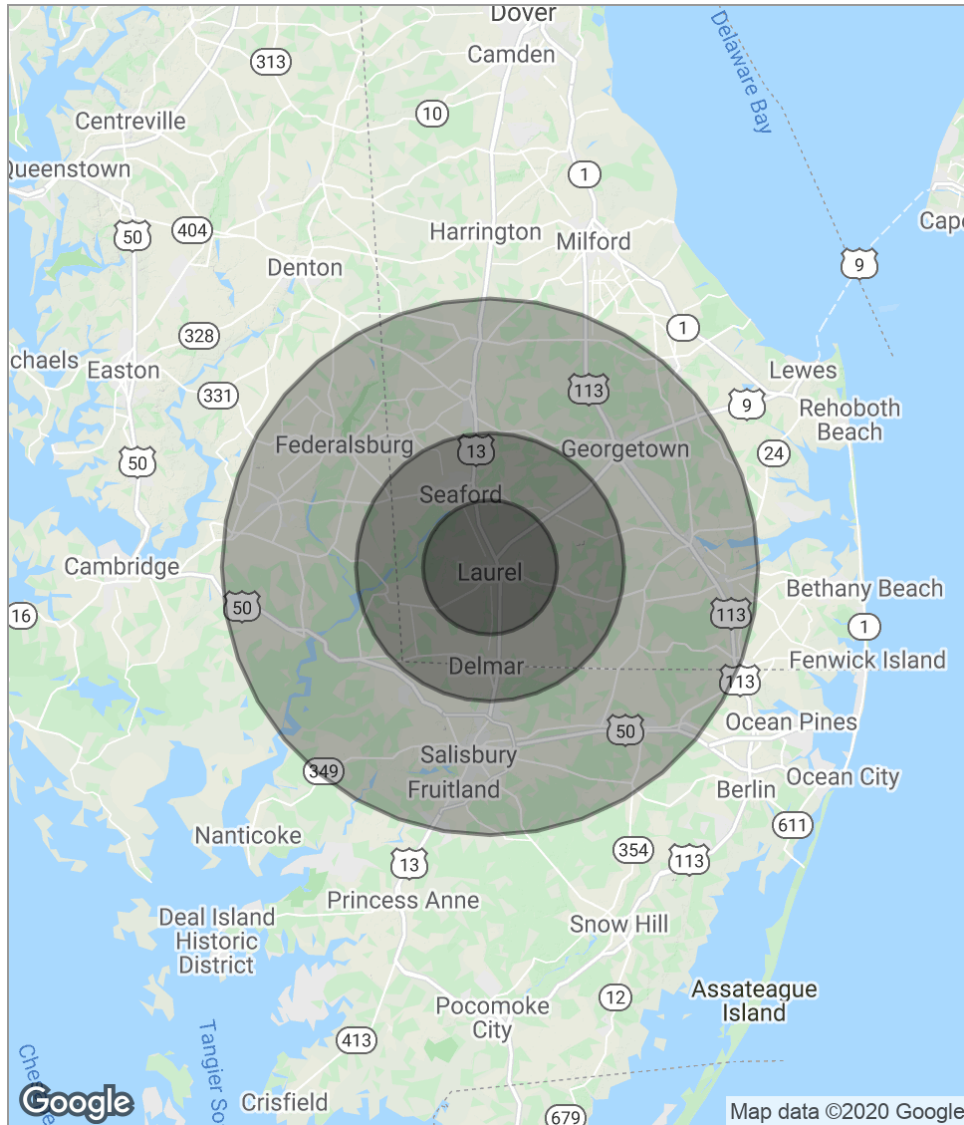 Dover
Camden
313
10
Centreville
Delaware Bay
Queenstown
1
404
50
Harrington
Milford
Cape
9
Denton
328
1
chaels
Easton
331
Lewes
113
9
Rehoboth
Beach
Federalsburg
13
Georgetown
24
50
Seaford
Cambridge
Laurel
Bethany Beach
16
50
113
1
Delmar
Fenwick Island
113
Ocean Pines
50
Salisbury
349
Ocean City
Fruitland
Berlin
Nanticoke
611
13
354
113
Princess Anne
Deal Island
Historic
District
Snow Hill
Assateague
Island
12
Pocomoke
City
413
Tangier So
Crisfield
Google
679
Map data ©2020 Google